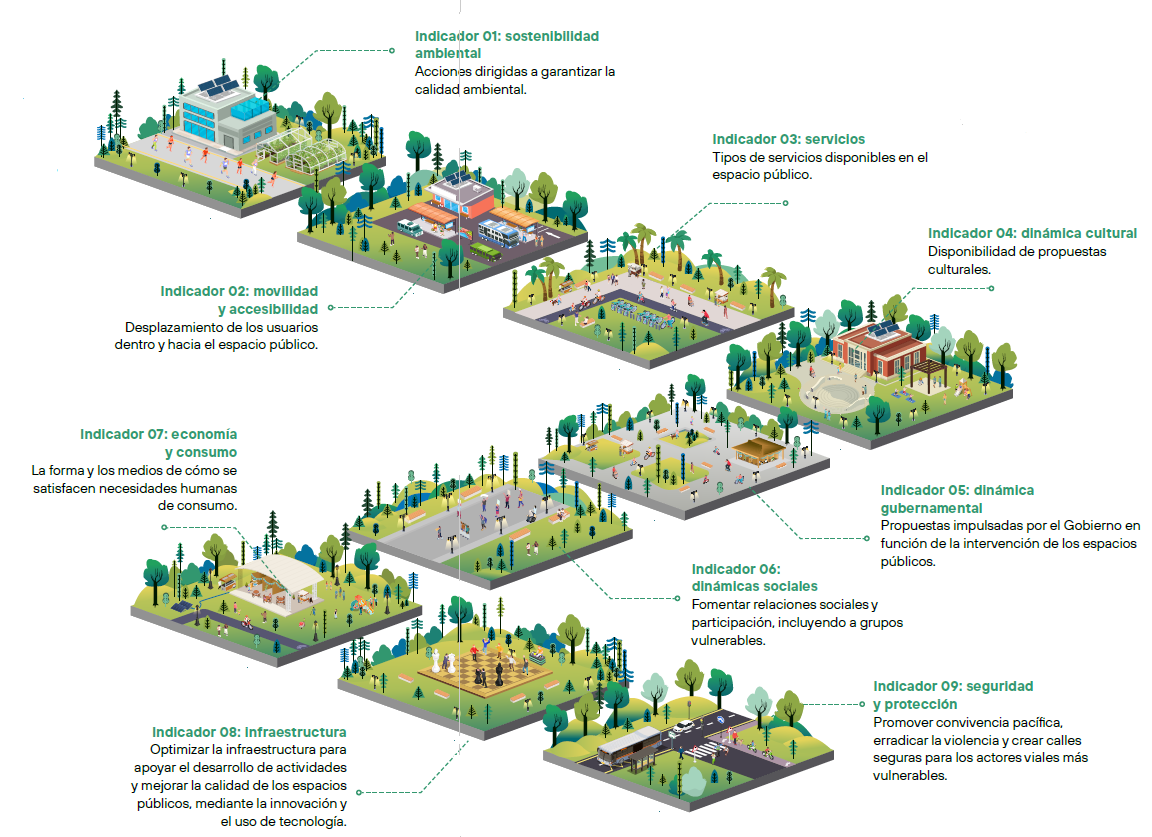 Indicador 01: sostenibilidad
ambiental
Acciones dirigidas a garantizar la
calidad ambiental.
Indicador 03: servicios
Tipos de servicios disponibles en el
espacio público.
Indicador 04: dinámica cultural
Disponibilidad de propuestas
culturales.
Indicador 02: movilidad
y accesibilidad
Desplazamiento de los usuarios
dentro y hacia el espacio público.
Indicador 07: economía
y consumo
La forma y los medios de cómo se
satisfacen necesidades humanas
de consumo.
Indicador 05: dinámica
gubernamental
Propuestas impulsadas por el Gobierno en
función de la intervención de los espacios
públicos.
Indicador 06:
dinámicas sociales
Fomentar relaciones sociales y
participación, incluyendo a grupos
vulnerables.
Indicador 09: seguridad
y protección
Promover convivencia pacífica,
erradicar la violencia y crear calles
seguras para los actores viales más
vulnerables.
Indicador 08: infraestructura
Optimizar la infraestructura para
apoyar el desarrollo de actividades
y mejorar la calidad de los espacios
públicos, mediante la innovación y
el uso de tecnología.